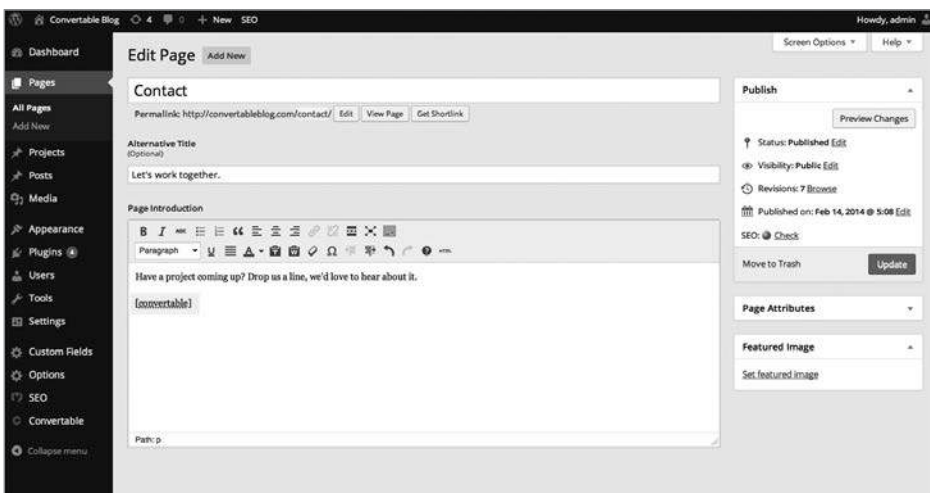 Convertable Blog 4 0 + New SEO Howdy, admin
Dashboard
Pages
All Pages
Add New
Projects
Posts
Media
Appearance
Plugins 4
Users
Tools
Settings
Custom Fields
Options
SEO
Convertable
Collapse menu
Screen Options Help
Edit Page Add New
Contact
Permalink: http://convertableblog.com/contact/ Edit View Page Get Shortlink
Alternative Title
(Optional)
Let's work together.
Page Introduction
B I ABC
Paragraph U A Ω ? HTML
Have a project coming up? Drop us a line, we'd love to hear about it.
[convertable]
Path: p
Publish
Preview Changes
Status: Published Edit
Visibility: Public Edit
Revisions: 7 Browse
Published on: Feb 14, 2014 @ 5:08 Edit
SEO: Check
Move to Trash Update
Page Attributes
Featured Image
Set featured image